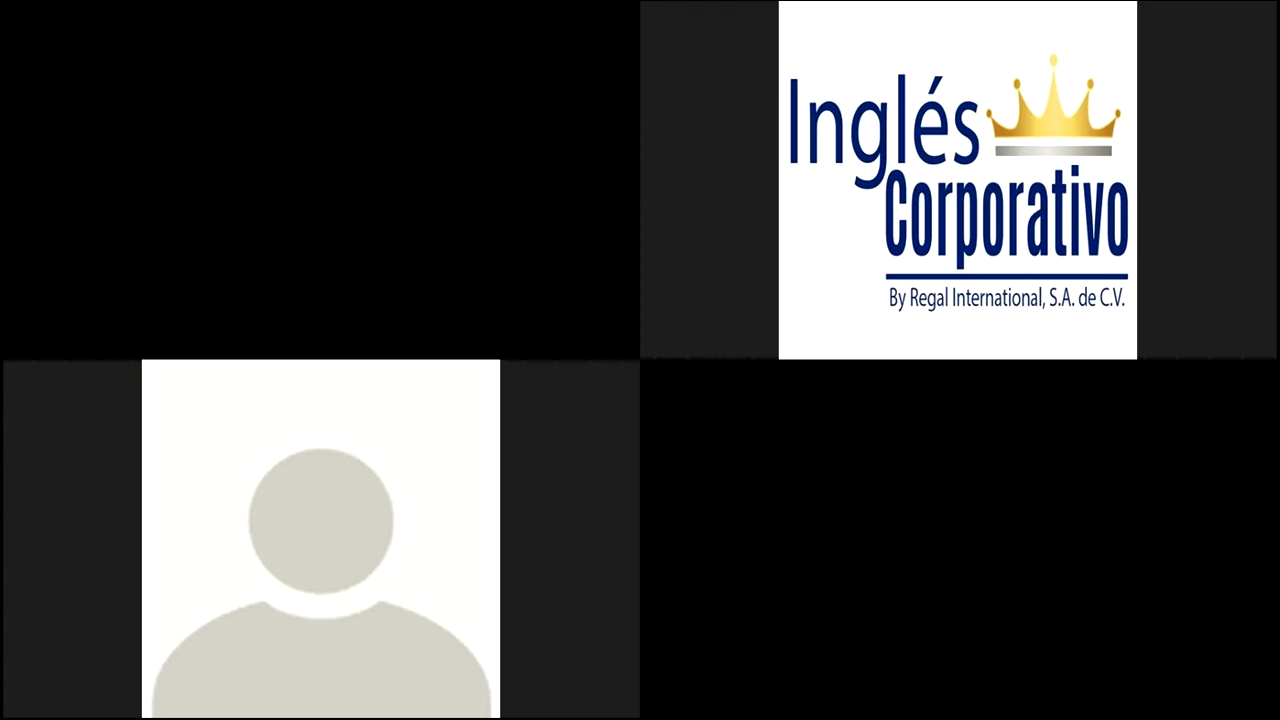 Inglés
Corporativo
By Regal International, S.A. de C.V.